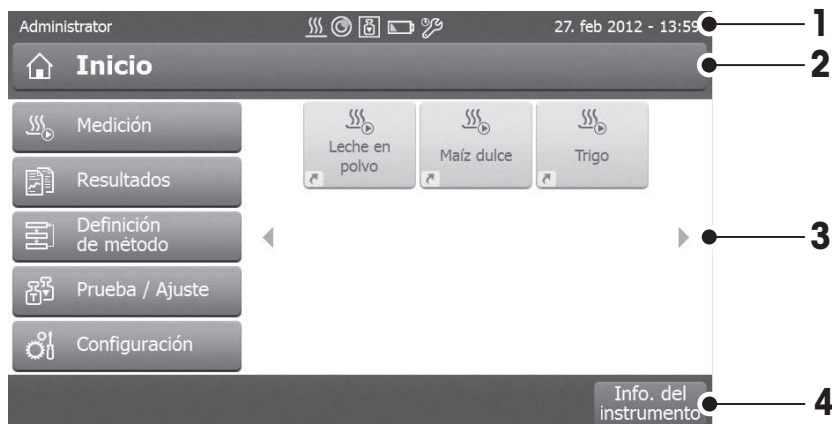 Administrator
27. feb 2012 - 13:59
1
Inicio
2
Medición
Resultados
Definición
de método
Prueba / Ajuste
Configuración
Leche en
polvo
Maíz dulce
Trigo
3
Info. del
instrumento
4